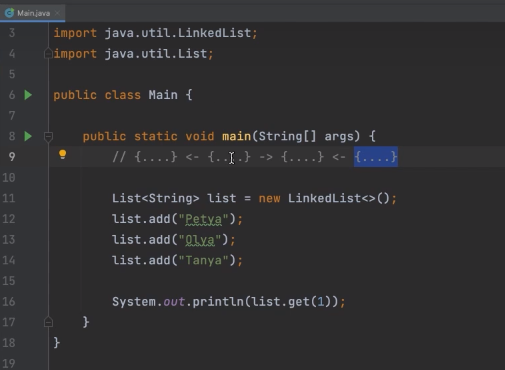 Main.java
3 import java.util.LinkedList;
4 import java.util.List;
5
6 public class Main {
7
8 public static void main(String[] args) {
9 // {....} <- {....} -> {....} <- {....}
10
11 List<String> list = new LinkedList<>();
12 list.add("Petya");
13 list.add("Olya");
14 list.add("Tanya");
15
16 System.out.println(list.get(1));
17 }
18 }
19